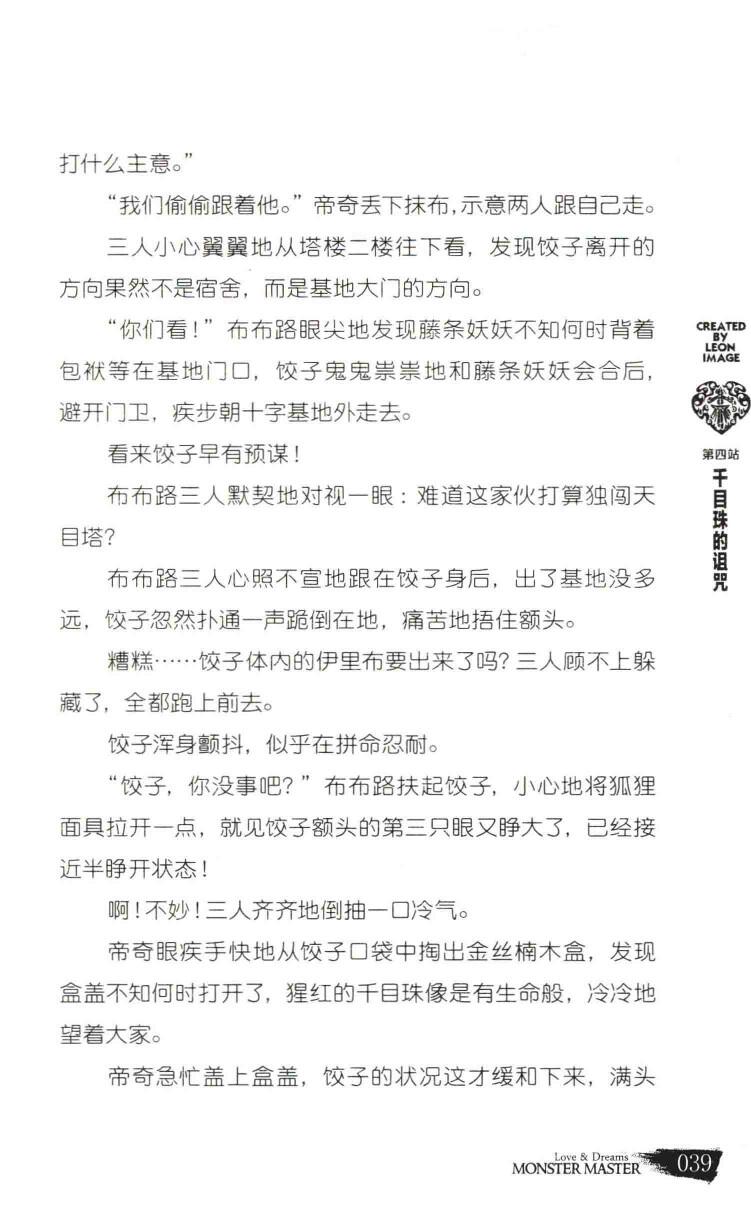 打什么主意。”
“我们偷偷跟着他。”帝奇丢下抹布,示意两人跟自己走。
三人小心翼翼地从塔楼二楼往下看，发现饺子离开的
方向果然不是宿舍，而是基地大门的方向。
“你们看！”布布路眼尖地发现藤条妖妖不知何时背着
包袱等在基地门口，饺子鬼鬼祟祟地和藤条妖妖会合后，
避开门卫，疾步朝十字基地外走去。
看来饺子早有预谋！
布布路三人默契地对视一眼：难道这家伙打算独闯天
目塔？
布布路三人心照不宣地跟在饺子身后，出了基地没多
远，饺子忽然扑通一声跪倒在地，痛苦地捂住额头。
糟糕……饺子体内的伊里布要出来了吗？三人顾不上躲
藏了，全都跑上前去。
饺子浑身颤抖，似乎在拼命忍耐。
“饺子，你没事吧？”布布路扶起饺子，小心地将狐狸
面具拉开一点，就见饺子额头的第三只眼又睁大了，已经接
近半睁开状态！
啊！不妙！三人齐齐地倒抽一口冷气。
帝奇眼疾手快地从饺子口袋中掏出金丝楠木盒，发现
盒盖不知何时打开了，猩红的千目珠像是有生命般，冷冷地
望着大家。
帝奇急忙盖上盒盖，饺子的状况这才缓和下来，满头
CREATED
BY
LEON
IMAGE
第四站
千目珠的诅咒
Love & Dreams
MONSTER MASTER
039